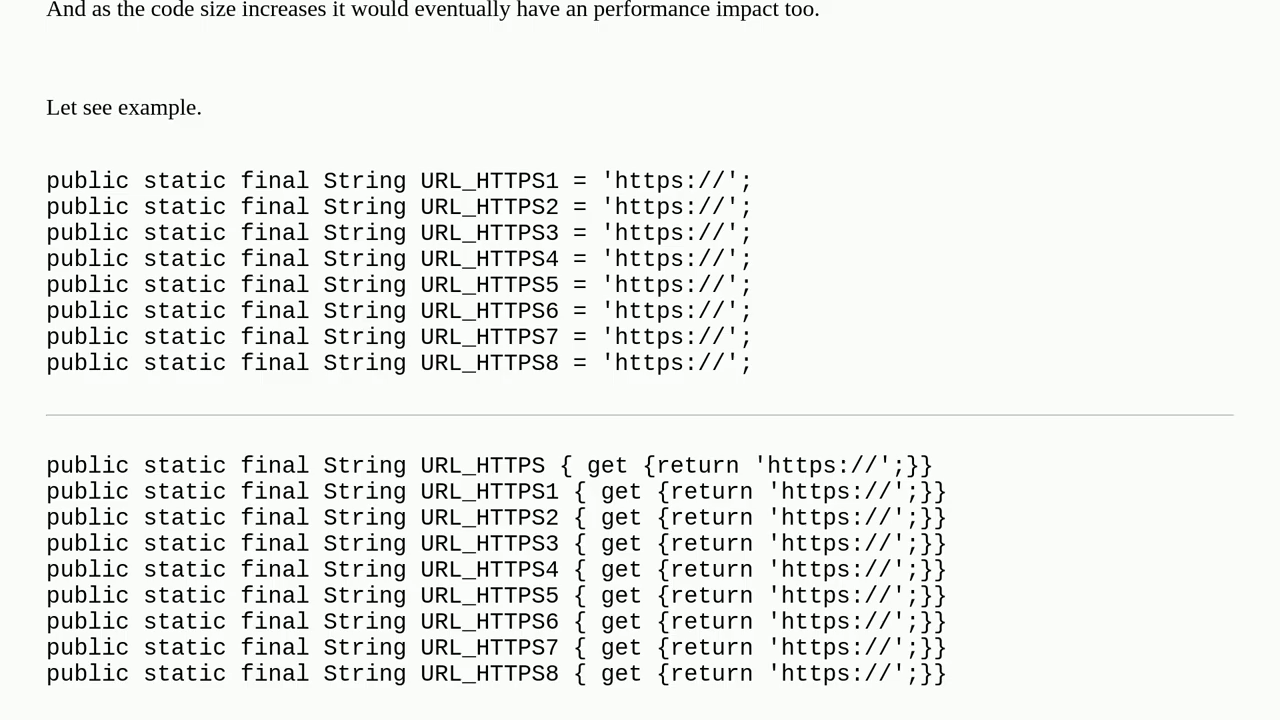 And as the code size increases it would eventually have an performance impact too.
Let see example.
public static final String URL_HTTPS1 = 'https://';
public static final String URL_HTTPS2 = 'https://';
public static final String URL_HTTPS3 = 'https://';
public static final String URL_HTTPS4 = 'https://';
public static final String URL_HTTPS5 = 'https://';
public static final String URL_HTTPS6 = 'https://';
public static final String URL_HTTPS7 = 'https://';
public static final String URL_HTTPS8 = 'https://';
public static final String URL_HTTPS { get {return 'https://';}}
public static final String URL_HTTPS1 { get {return 'https://';}}
public static final String URL_HTTPS2 { get {return 'https://';}}
public static final String URL_HTTPS3 { get {return 'https://';}}
public static final String URL_HTTPS4 { get {return 'https://';}}
public static final String URL_HTTPS5 { get {return 'https://';}}
public static final String URL_HTTPS6 { get {return 'https://';}}
public static final String URL_HTTPS7 { get {return 'https://';}}
public static final String URL_HTTPS8 { get {return 'https://';}}